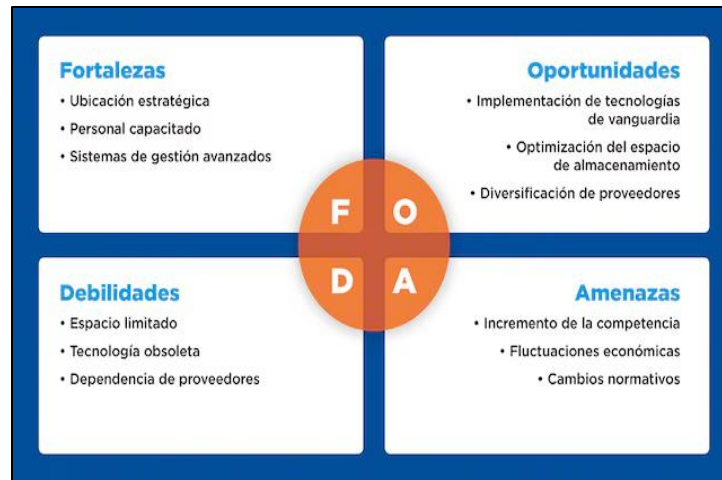 Fortalezas
• Ubicación estratégica
• Personal capacitado
• Sistemas de gestión avanzados
Oportunidades
• Implementación de tecnologías
de vanguardia
• Optimización del espacio
de almacenamiento
• Diversificación de proveedores
F O
D A
Debilidades
• Espacio limitado
• Tecnología obsoleta
• Dependencia de proveedores
Amenazas
• Incremento de la competencia
• Fluctuaciones económicas
• Cambios normativos